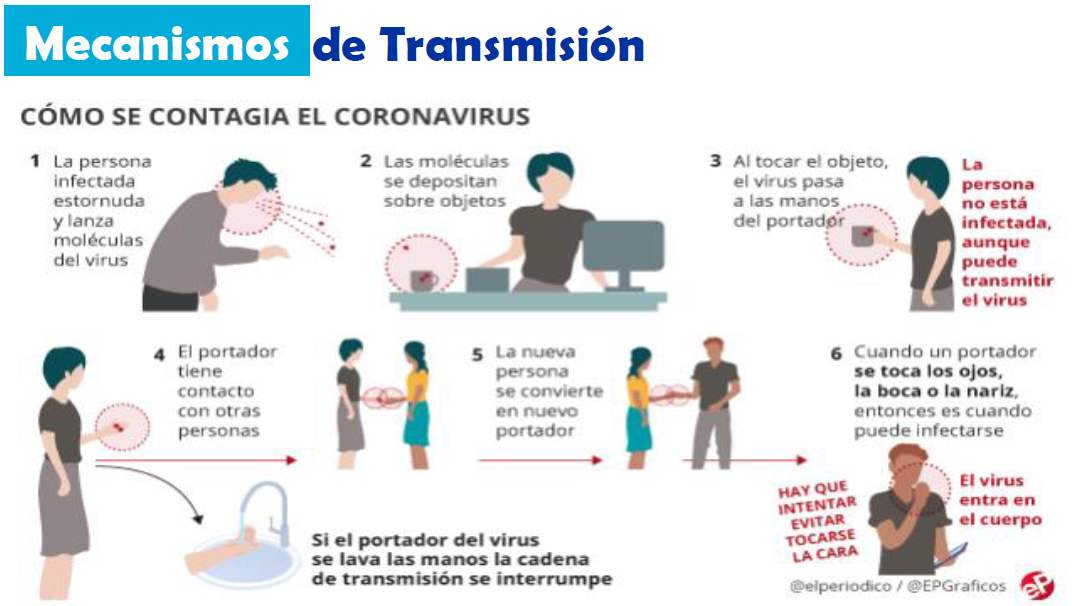 Mecanismos de Transmisión
CÓMO SE CONTAGIA EL CORONAVIRUS
1 La persona
infectada
estornuda
y lanza
moléculas
del virus
2 Las moléculas
se depositan
sobre objetos
3 Al tocar el objeto,
el virus pasa
a las manos
del portador
La
persona
no está
infectada,
aunque
puede
transmitir
el virus
4 El portador
tiene
contacto
con otras
personas
5 La nueva
persona
se convierte
en nuevo
portador
6 Cuando un portador
se toca los ojos,
la boca o la nariz,
entonces es cuando
puede infectarse
HAY QUE
INTENTAR
EVITAR
TOCARSE
LA CARA
El virus
entra en
el cuerpo
Si el portador del virus
se lava las manos la cadena
de transmisión se interrumpe
@elperiodico / @EPGraficos
eP